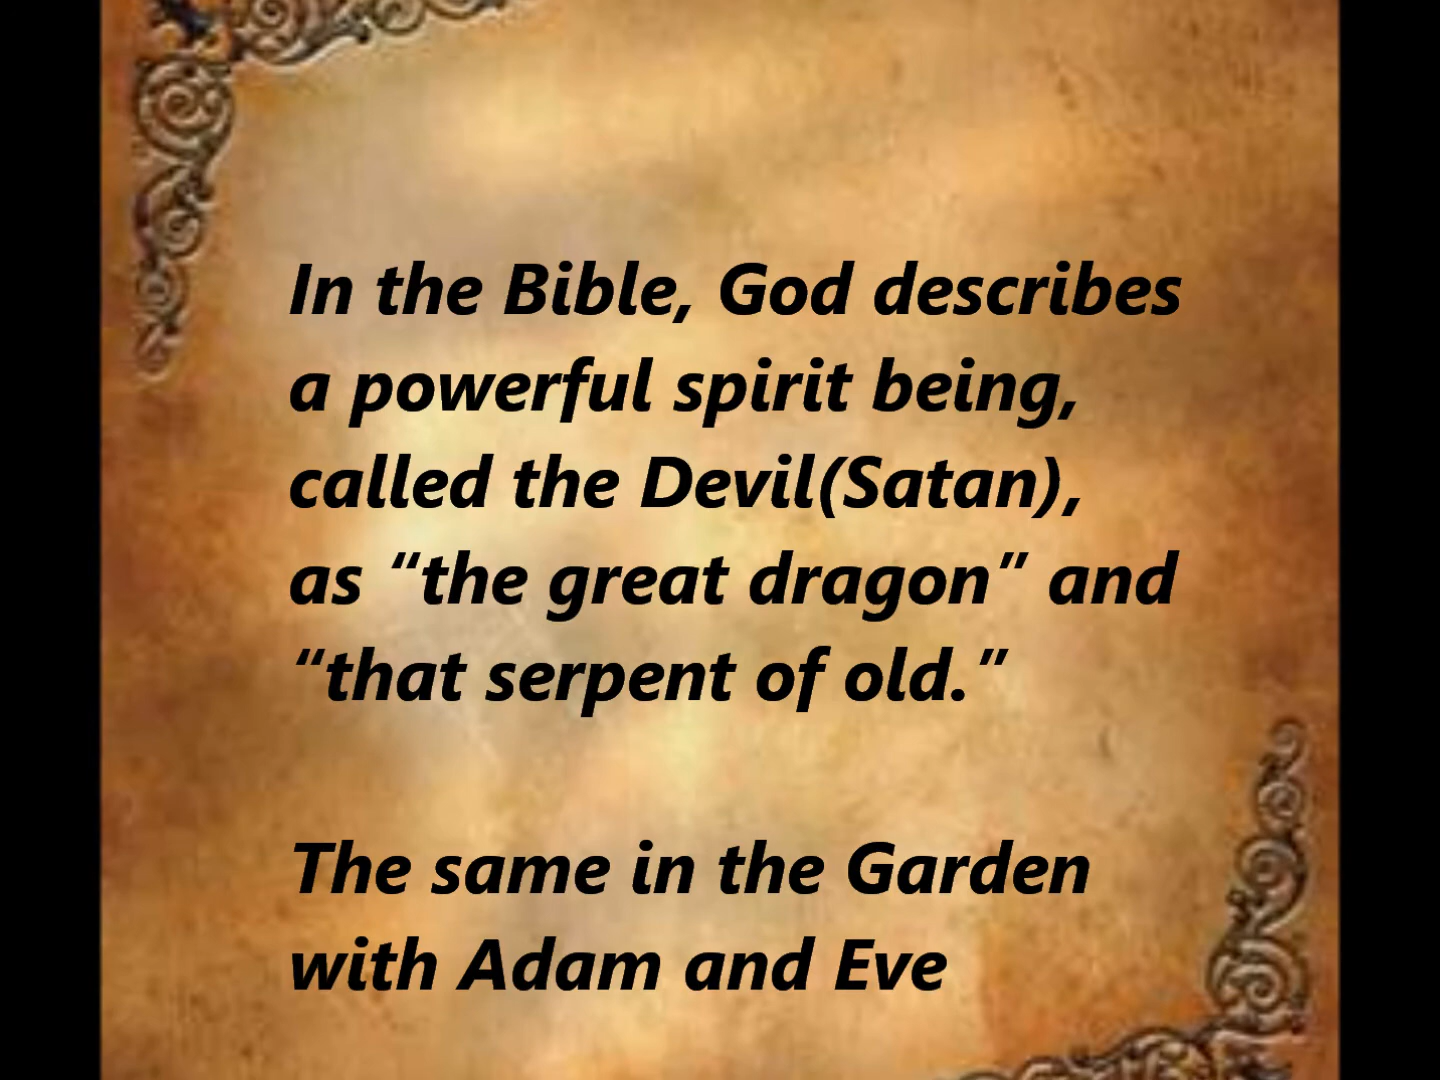 In the Bible, God describes
a powerful spirit being,
called the Devil(Satan),
as “the great dragon” and
“that serpent of old.”
The same in the Garden
with Adam and Eve